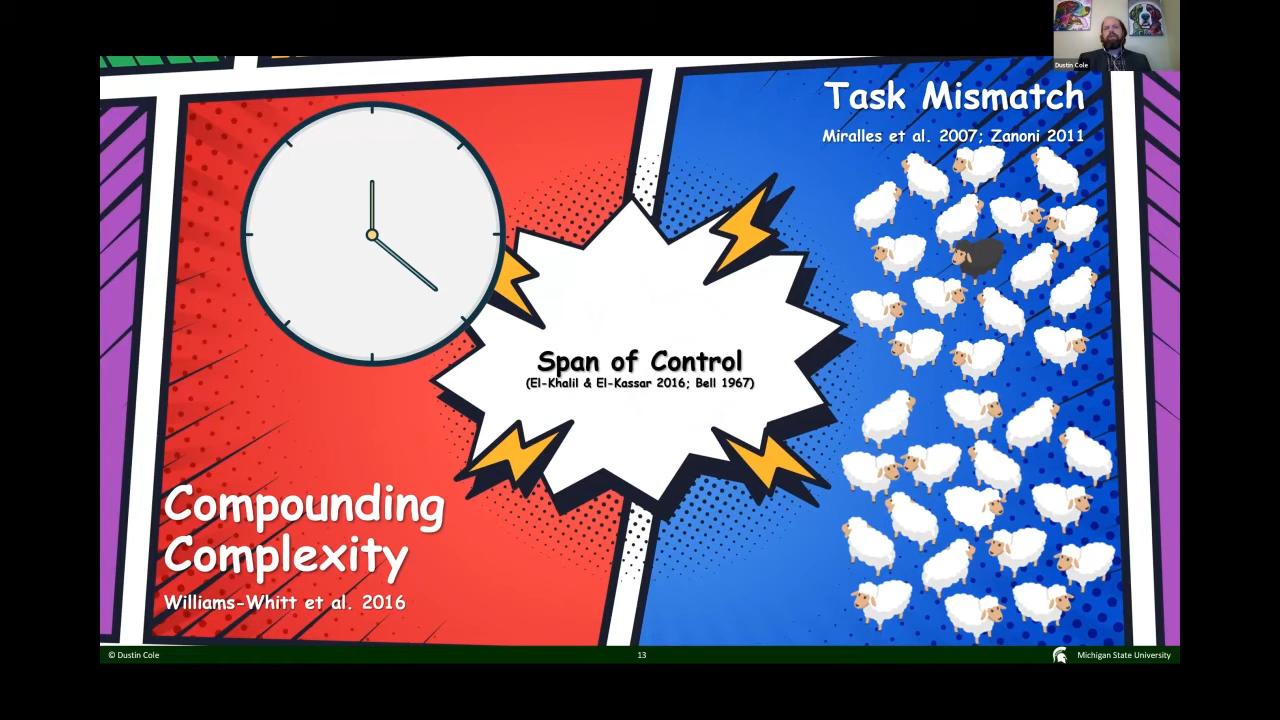 Dustin Cole
Task Mismatch
Miralles et al. 2007; Zanoni 2011
Span of Control
(El-Khalil & El-Kassar 2016; Bell 1967)
Compounding
Complexity
Williams-Whitt et al. 2016
© Dustin Cole
13
Michigan State University